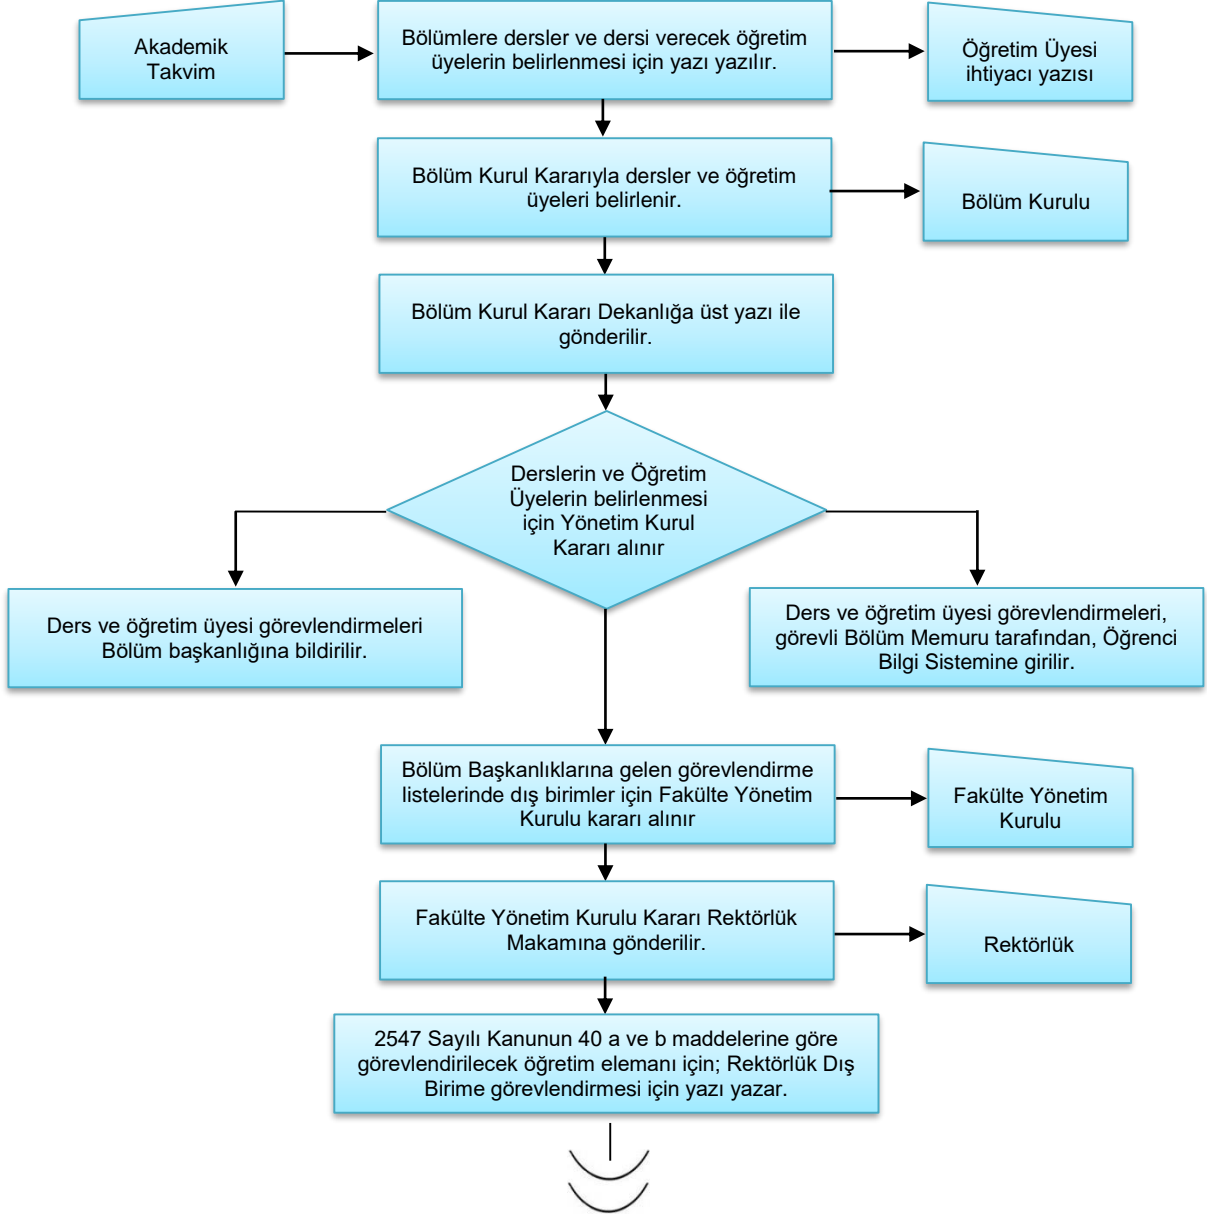 Akademik
Takvim
Bölümlere dersler ve dersi verecek öğretim
üyelerin belirlenmesi için yazı yazılır.
Öğretim Üyesi
ihtiyacı yazısı
Bölüm Kurul Kararıyla dersler ve öğretim
üyeleri belirlenir.
Bölüm Kurulu
Bölüm Kurul Kararı Dekanlığa üst yazı ile
gönderilir.
Derslerin ve Öğretim
Üyelerin belirlenmesi
için Yönetim Kurul
Kararı alınır
Ders ve öğretim üyesi görevlendirmeleri
Bölüm başkanlığına bildirilir.
Ders ve öğretim üyesi görevlendirmeleri,
görevli Bölüm Memuru tarafından, Öğrenci
Bilgi Sistemine girilir.
Bölüm Başkanlıklarına gelen görevlendirme
listelerinde dış birimler için Fakülte Yönetim
Kurulu kararı alınır
Fakülte Yönetim
Kurulu
Fakülte Yönetim Kurulu Kararı Rektörlük
Makamına gönderilir.
Rektörlük
2547 Sayılı Kanunun 40 a ve b maddelerine göre
görevlendirilecek öğretim elemanı için; Rektörlük Dış
Birime görevlendirmesi için yazı yazar.